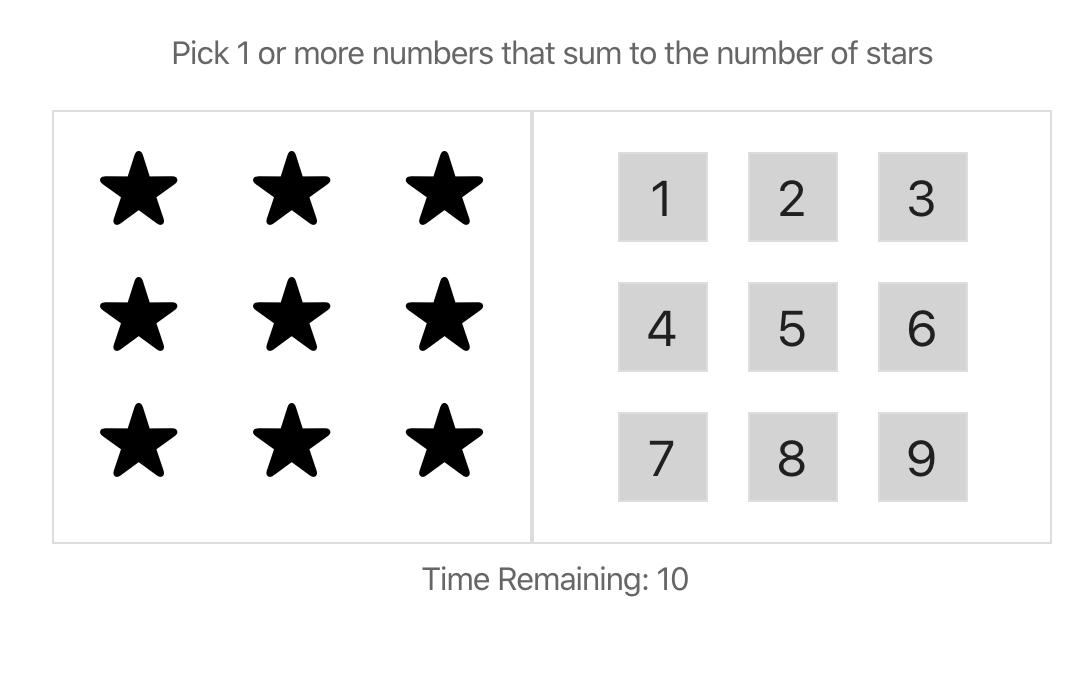 Pick 1 or more numbers that sum to the number of stars
1 2 3
4 5 6
7 8 9
Time Remaining: 10